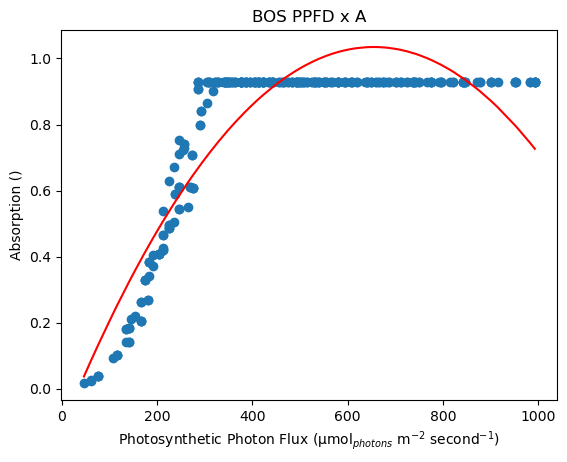 BOS PPFD x A
1.0
0.8
0.6
0.4
0.2
0.0
Absorption ()
0 200 400 600 800 1000
Photosynthetic Photon Flux (μmol$_{photons}$ m$^{-2}$ second$^{-1}$)